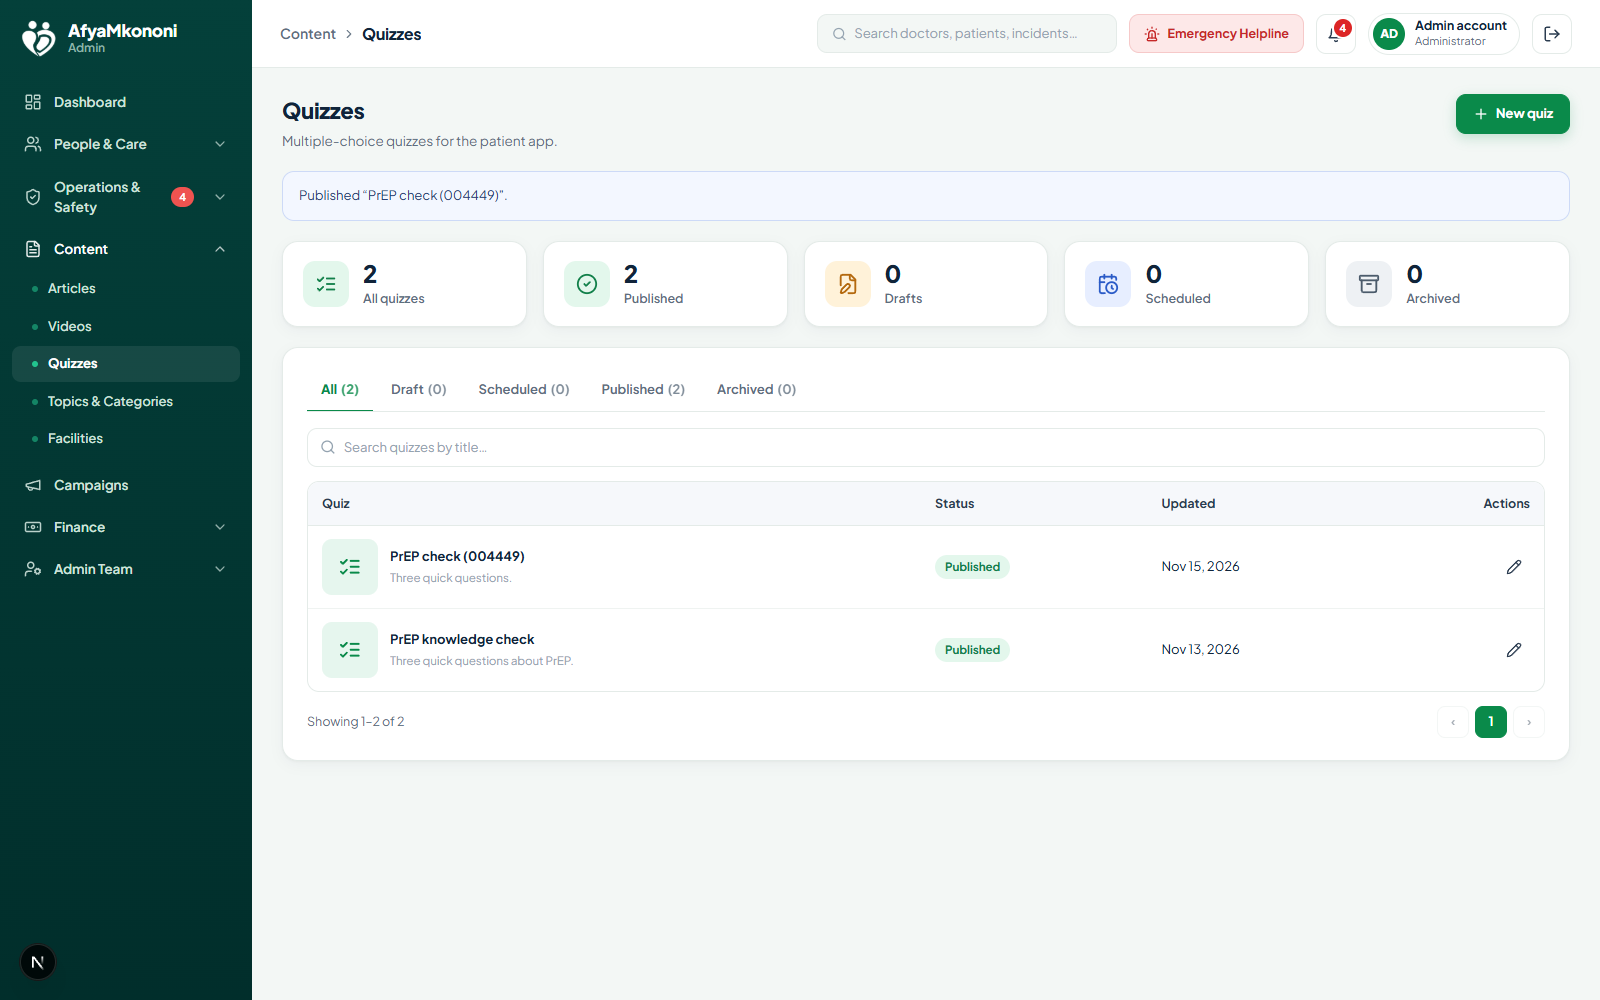 AfyaMkononi
Admin
Dashboard
People & Care
Operations & Safety
4
Content
Articles
Videos
Quizzes
Topics & Categories
Facilities
Campaigns
Finance
Admin Team
N
Content > Quizzes
Search doctors, patients, incidents...
Emergency Helpline
4
AD
Admin account
Administrator
Quizzes
Multiple-choice quizzes for the patient app.
+ New quiz
Published “PrEP check (004449)”.
2
All quizzes
2
Published
0
Drafts
0
Scheduled
0
Archived
All (2)
Draft (0)
Scheduled (0)
Published (2)
Archived (0)
Search quizzes by title...
Quiz
Status
Updated
Actions
PrEP check (004449)
Three quick questions.
Published
Nov 15, 2026
PrEP knowledge check
Three quick questions about PrEP.
Published
Nov 13, 2026
Showing 1–2 of 2
‹
1
›